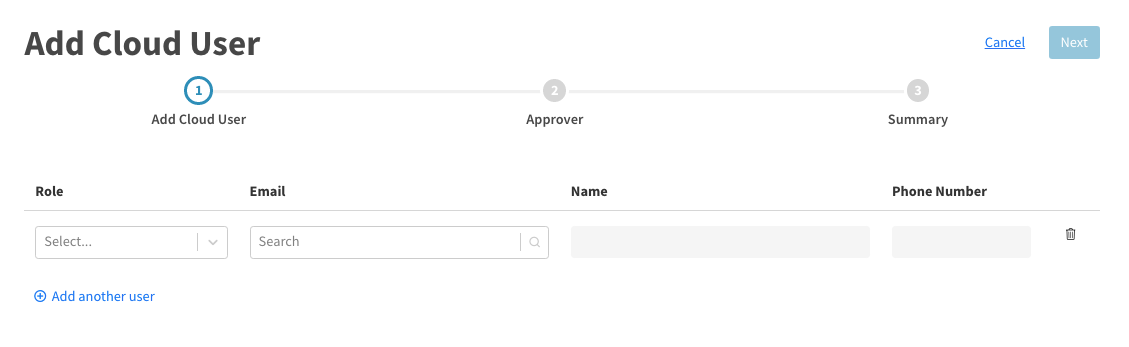 Add Cloud User
Cancel
Next
1
2
3
Add Cloud User
Approver
Summary
Role
Email
Name
Phone Number
Select...
Search
Add another user